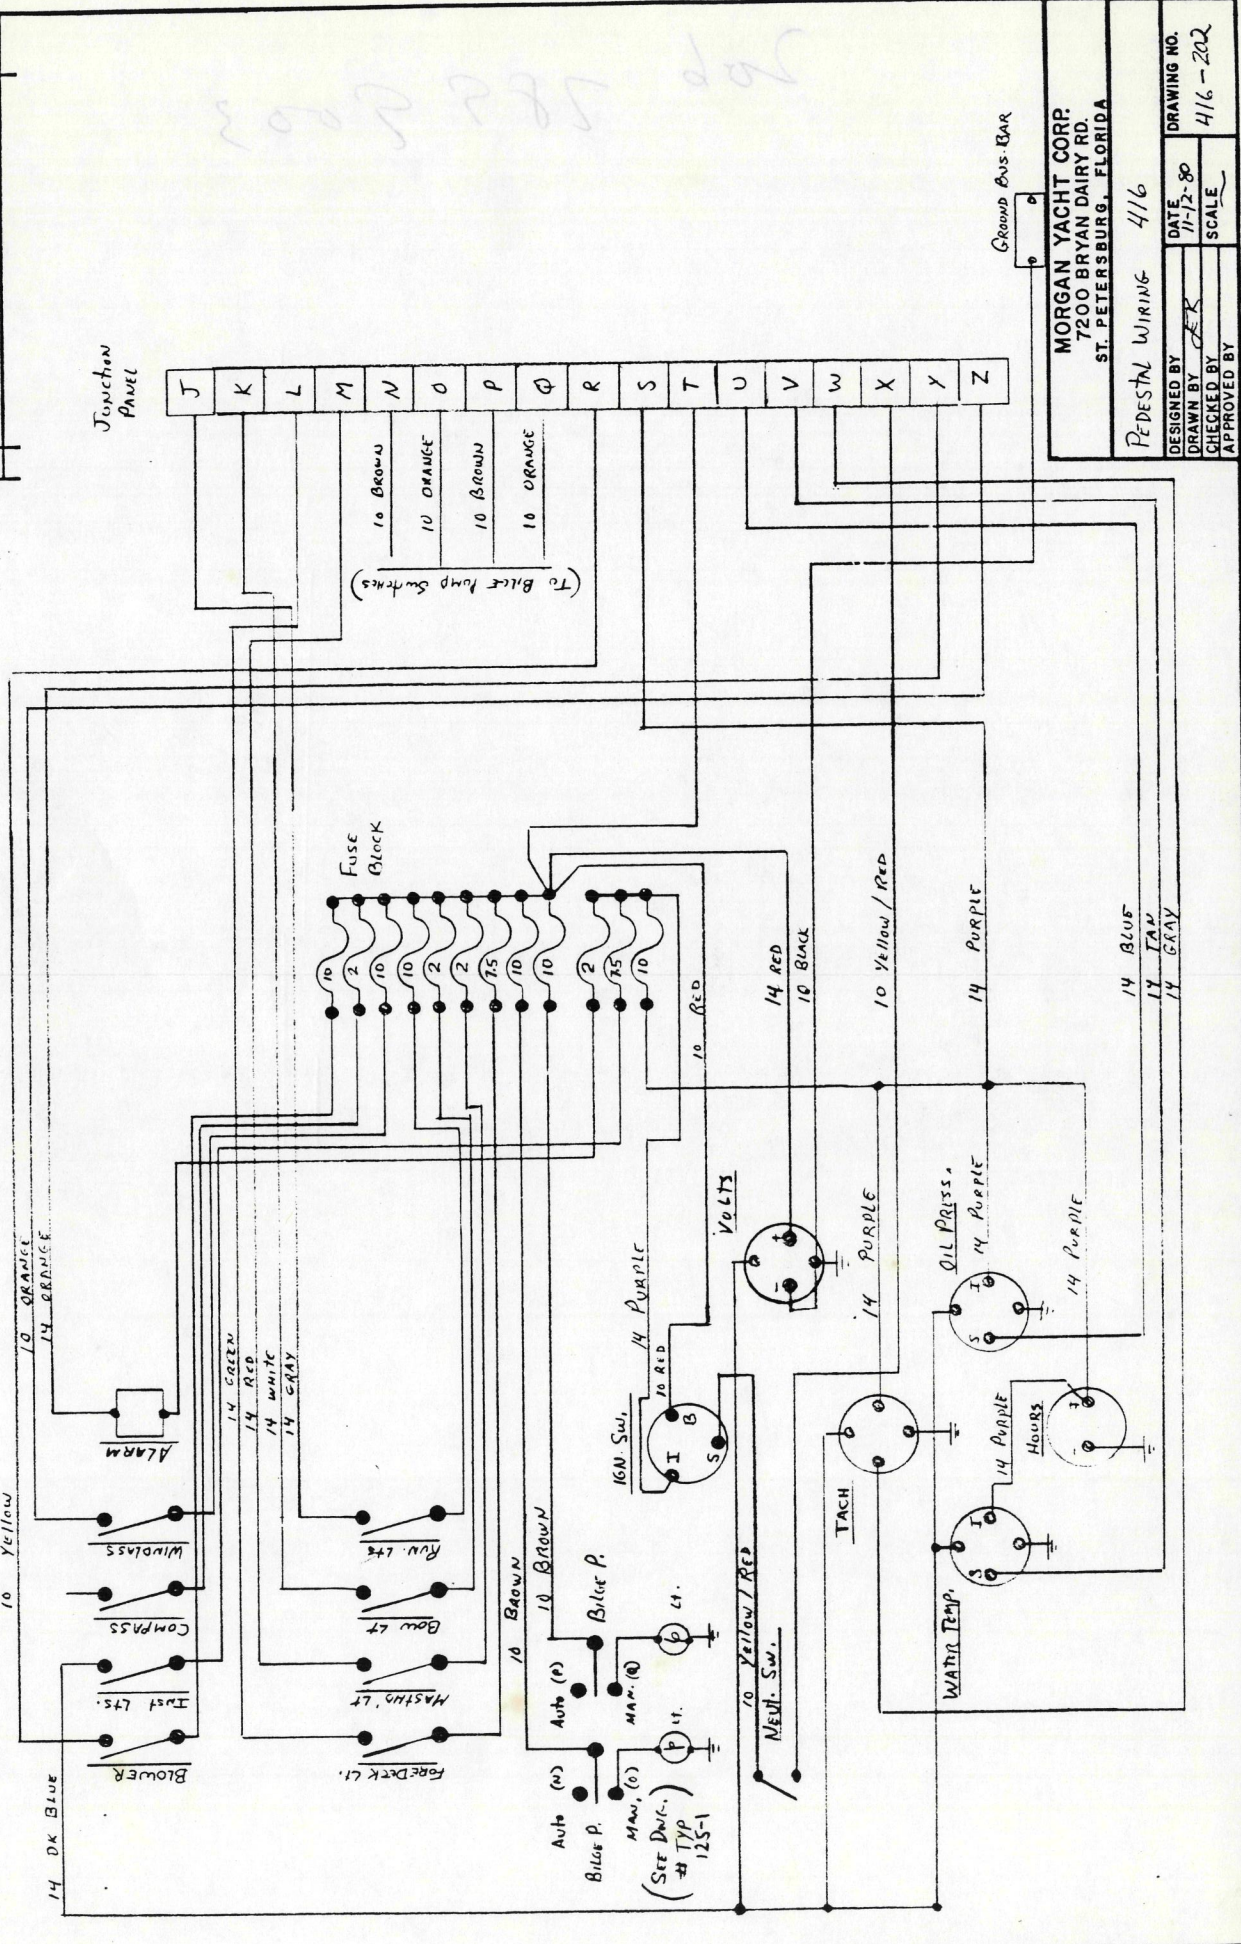 10 YELLOW
10 ORANGE
14 ORANGE
14 DK BLUE
BLOWER
INST LTS.
COMPASS
WINDLASS
ALARM
14 GREEN
14 RED
14 WHITE
14 GRAY
FOREDECK LT.
MASTHD LT
BOW LT
RUN. LTS
JUNCTION
PANEL
J
K
L
M
N
O
P
Q
R
S
T
U
V
W
X
Y
Z
10 BROWN
10 ORANGE
10 BROWN
10 ORANGE
(TO BILGE PUMP SWITCHES)
FUSE
BLOCK
10
2
10
10
2
2
7.5
10
10
2
7.5
10
10 BROWN
10 BROWN
AUTO (N)
BILGE P.
MAN. (O)
LT.
AUTO (P)
BILGE P.
MAN. (Q)
LT.
(SEE DWG.
# TYP
125-1)
IGN. SW.
I
B
S
10 RED
14 PURPLE
10 RED
10 YELLOW / RED
NEUT. SW.
VOLTS
+
-
14 RED
10 BLACK
10 YELLOW / RED
14 PURPLE
TACH
14 PURPLE
OIL PRESS.
S
I
14 PURPLE
14 PURPLE
WATER TEMP.
S
I
14 PURPLE
HOURS
-
14 BLUE
14 TAN
14 GRAY
GROUND BUS-BAR
MORGAN YACHT CORP.
7200 BRYAN DAIRY RD.
ST. PETERSBURG, FLORIDA
PEDESTAL WIRING 416
DESIGNED BY
DRAWN BY
CHECKED BY
APPROVED BY
DATE
11-12-80
SCALE
DRAWING NO.
416-202